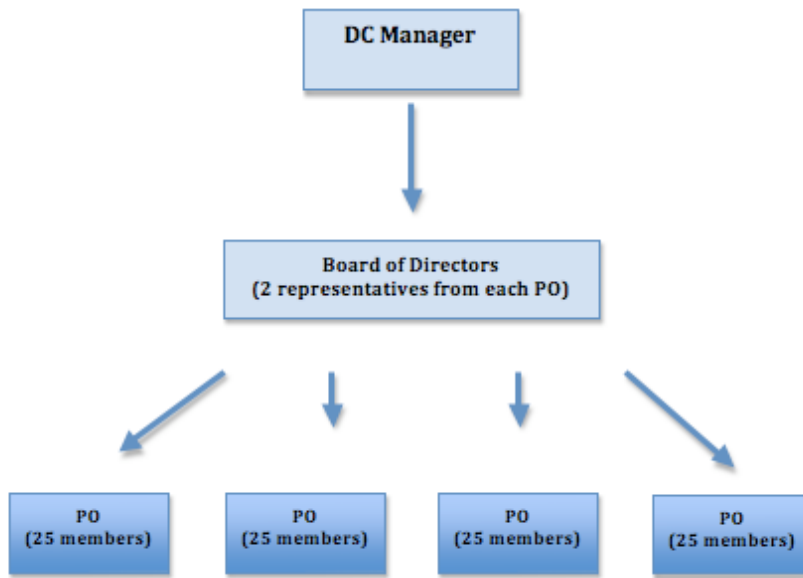 DC Manager
Board of Directors
(2 representatives from each PO)
PO
(25 members)
PO
(25 members)
PO
(25 members)
PO
(25 members)